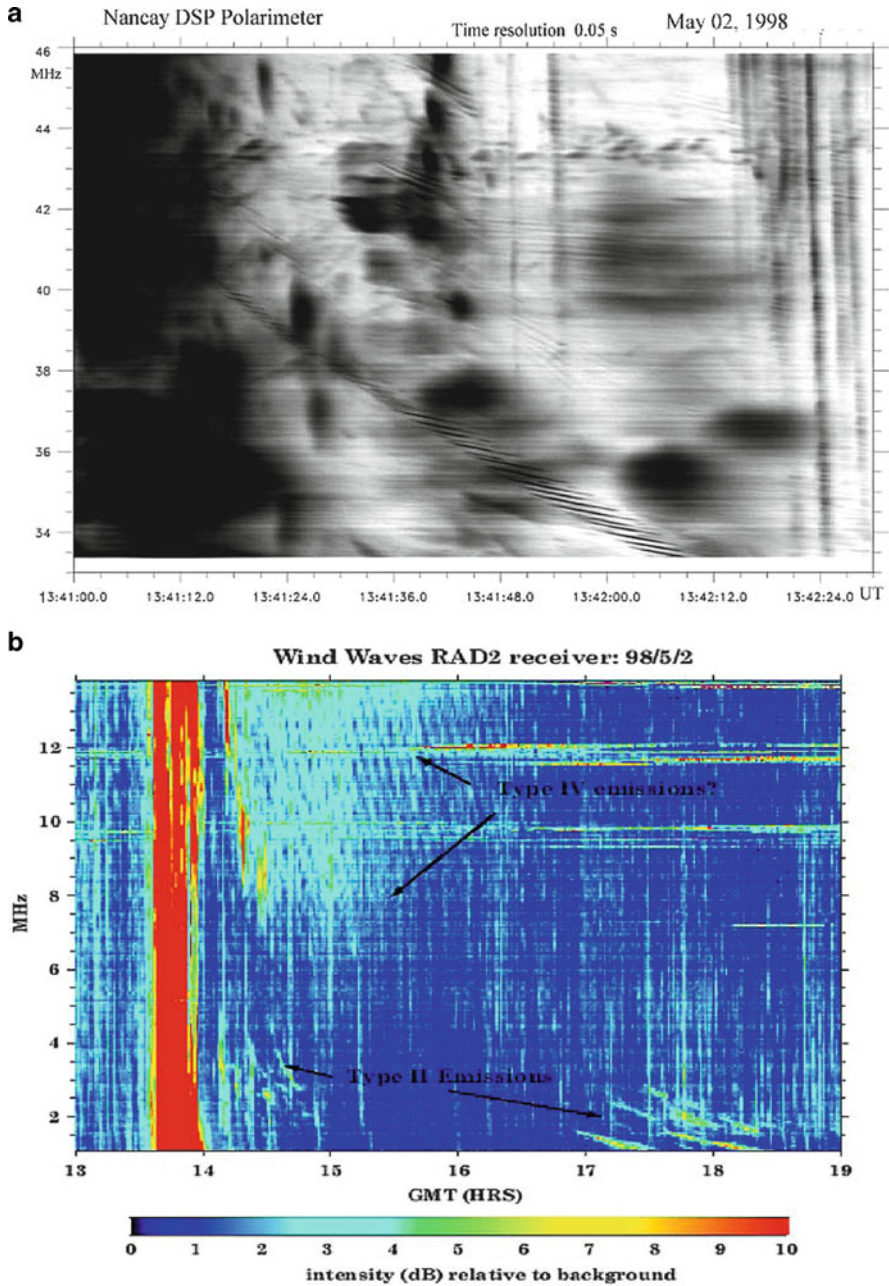 a
Nancay DSP Polarimeter
Time resolution 0.05 s
May 02, 1998
46
MHz
44
42
40
38
36
34
13:41:00.0 13:41:12.0 13:41:24.0 13:41:36.0 13:41:48.0 13:42:00.0 13:42:12.0 13:42:24.0 UT
b
Wind Waves RAD2 receiver: 98/5/2
12
10
8
6
4
2
MHz
Type IV emissions?
Type II Emissions
13 14 15 16 17 18 19
GMT (HRS)
0 1 2 3 4 5 6 7 8 9 10
intensity (dB) relative to background